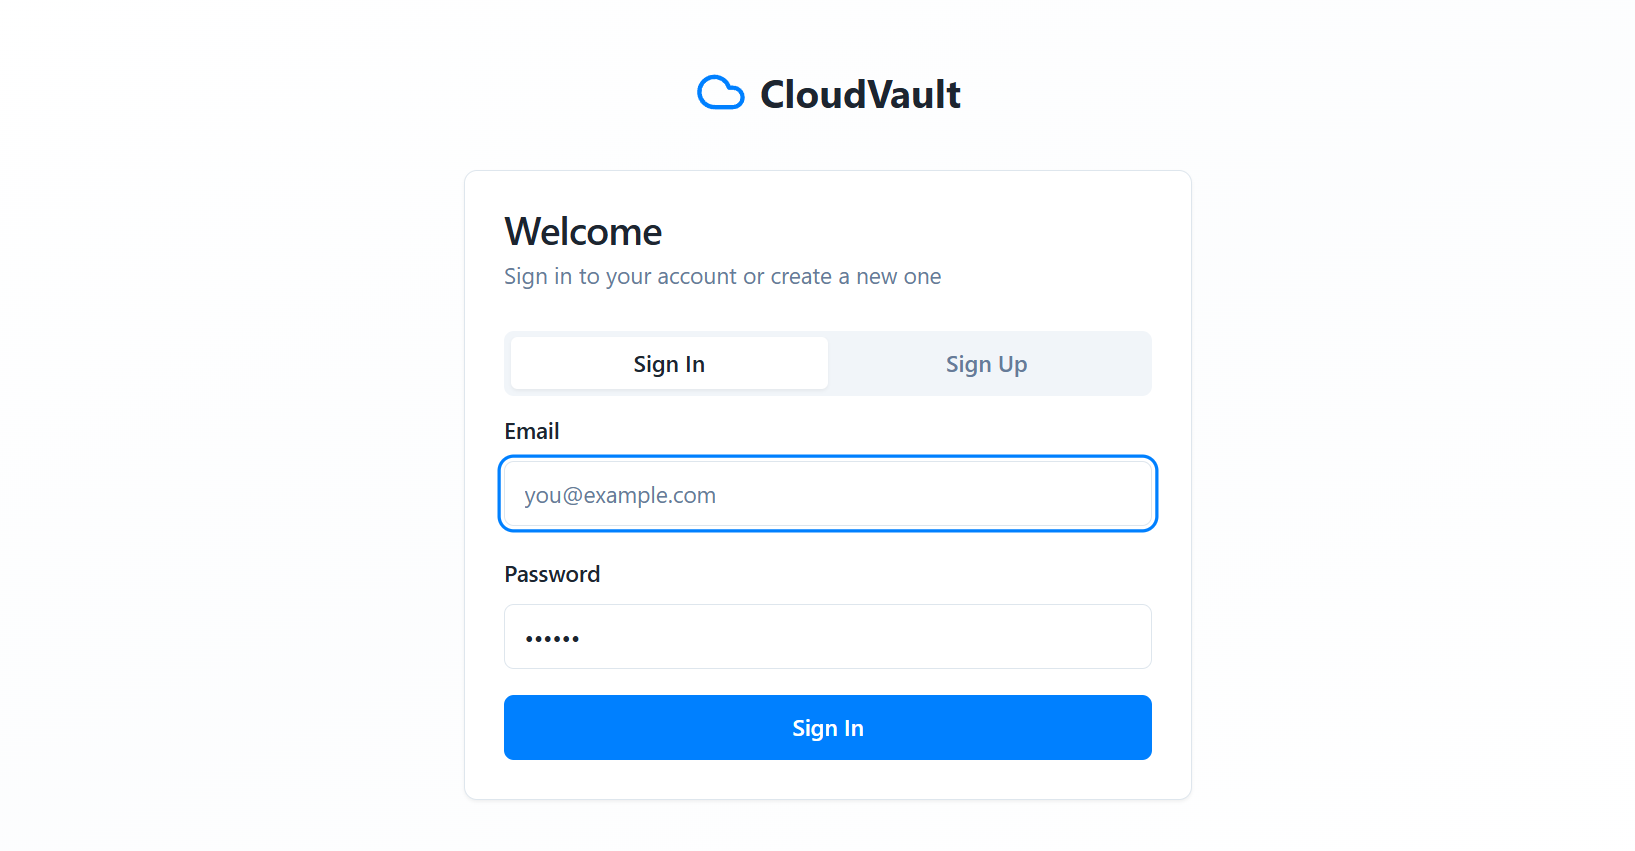 CloudVault
Welcome
Sign in to your account or create a new one
Sign In
Sign Up
Email
you@example.com
Password
••••••
Sign In